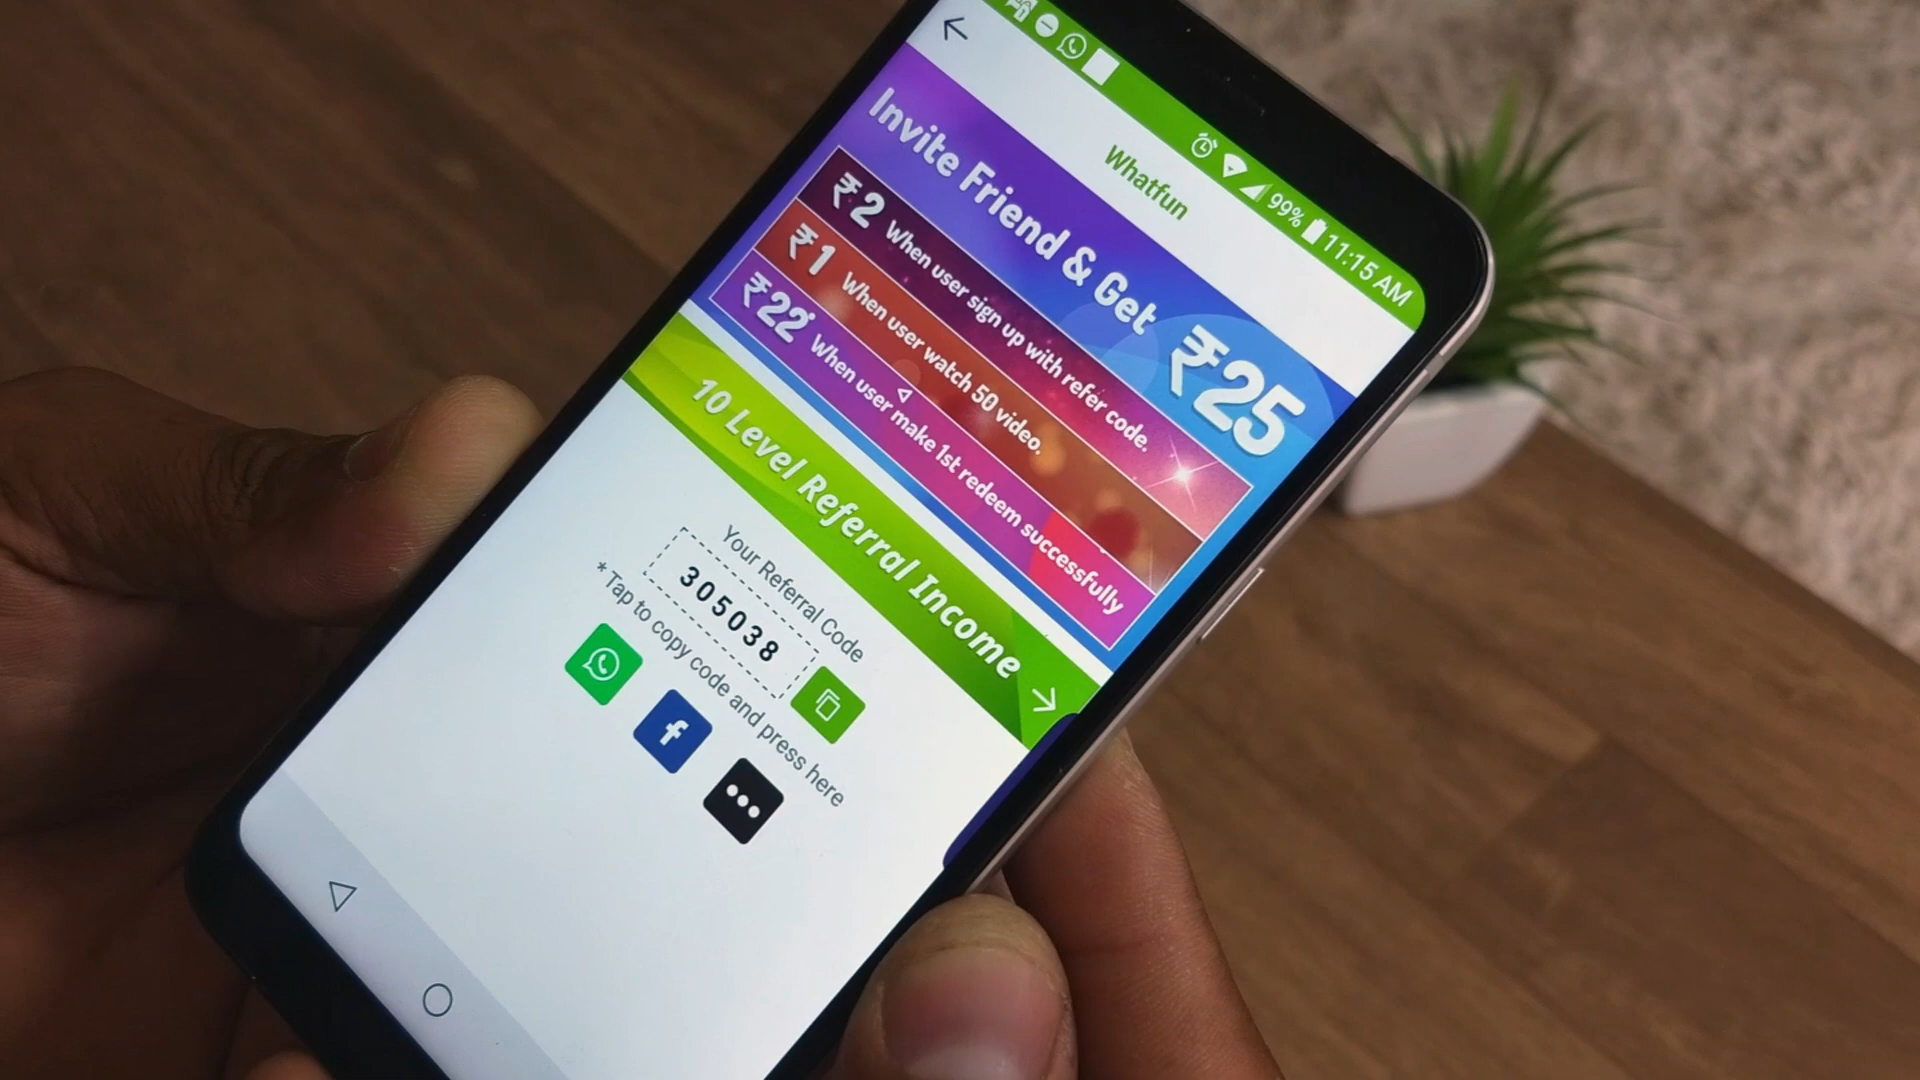 99% 11:15 AM
Whatfun
Invite Friend & Get ₹25
₹2 When user sign up with refer code.
₹1 When user watch 50 video.
₹22 When user make 1st redeem successfully
10 Level Referral Income
Your Referral Code
305038
* Tap to copy code and press here